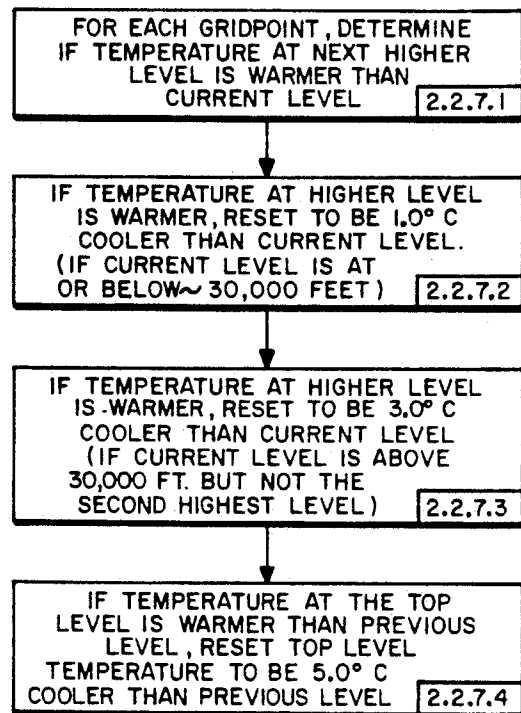 FOR EACH GRIDPOINT, DETERMINE
IF TEMPERATURE AT NEXT HIGHER
LEVEL IS WARMER THAN
CURRENT LEVEL
2.2.7.1
IF TEMPERATURE AT HIGHER LEVEL
IS WARMER, RESET TO BE 1.0° C
COOLER THAN CURRENT LEVEL.
(IF CURRENT LEVEL IS AT
OR BELOW ~ 30,000 FEET)
2.2.7.2
IF TEMPERATURE AT HIGHER LEVEL
IS WARMER, RESET TO BE 3.0° C
COOLER THAN CURRENT LEVEL
(IF CURRENT LEVEL IS ABOVE
30,000 FT. BUT NOT THE
SECOND HIGHEST LEVEL)
2.2.7.3
IF TEMPERATURE AT THE TOP
LEVEL IS WARMER THAN PREVIOUS
LEVEL, RESET TOP LEVEL
TEMPERATURE TO BE 5.0° C
COOLER THAN PREVIOUS LEVEL
2.2.7.4